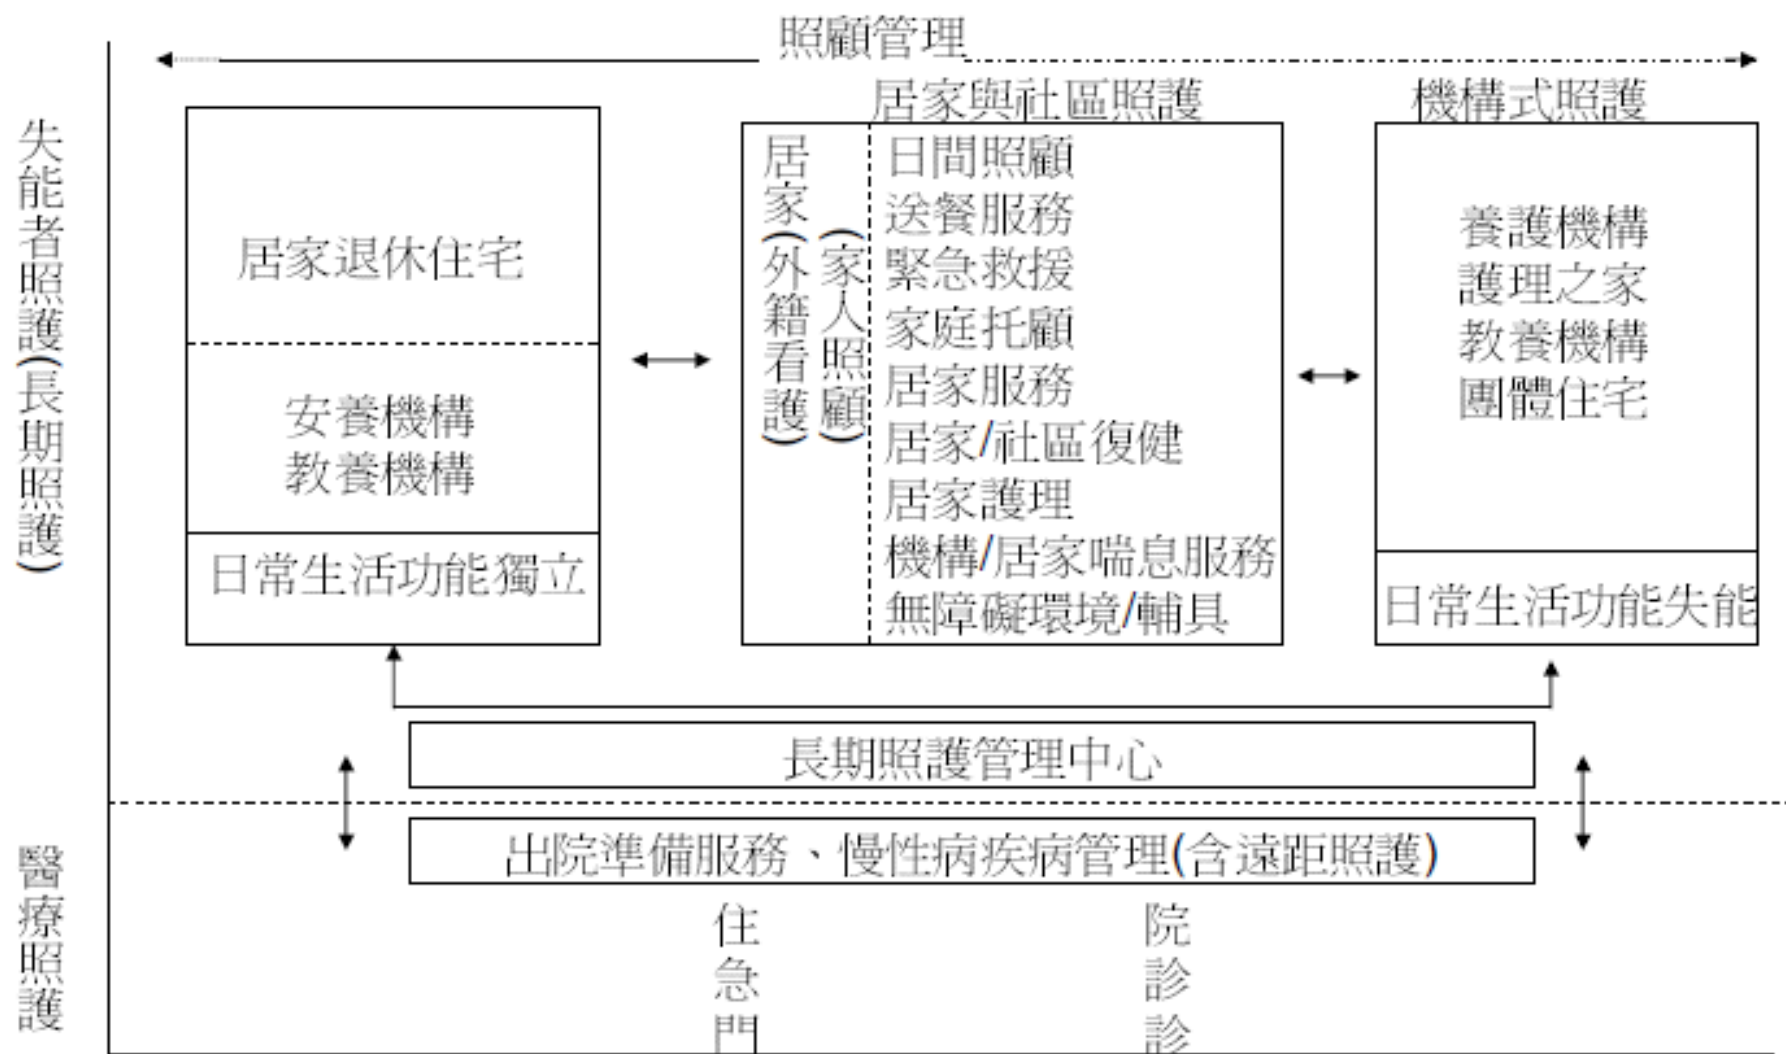 照顧管理
居家與社區照護
機構式照護
失能者照護(長期照護)
居家退休住宅
安養機構
教養機構
日常生活功能獨立
居家(外籍看護)
(家人照顧)
日間照顧
送餐服務
緊急救援
家庭托顧
居家服務
居家/社區復健
居家護理
機構/居家喘息服務
無障礙環境/輔具
養護機構
護理之家
教養機構
團體住宅
日常生活功能失能
長期照護管理中心
醫療照護
出院準備服務、慢性病疾病管理(含遠距照護)
住 院
急 診
門 診